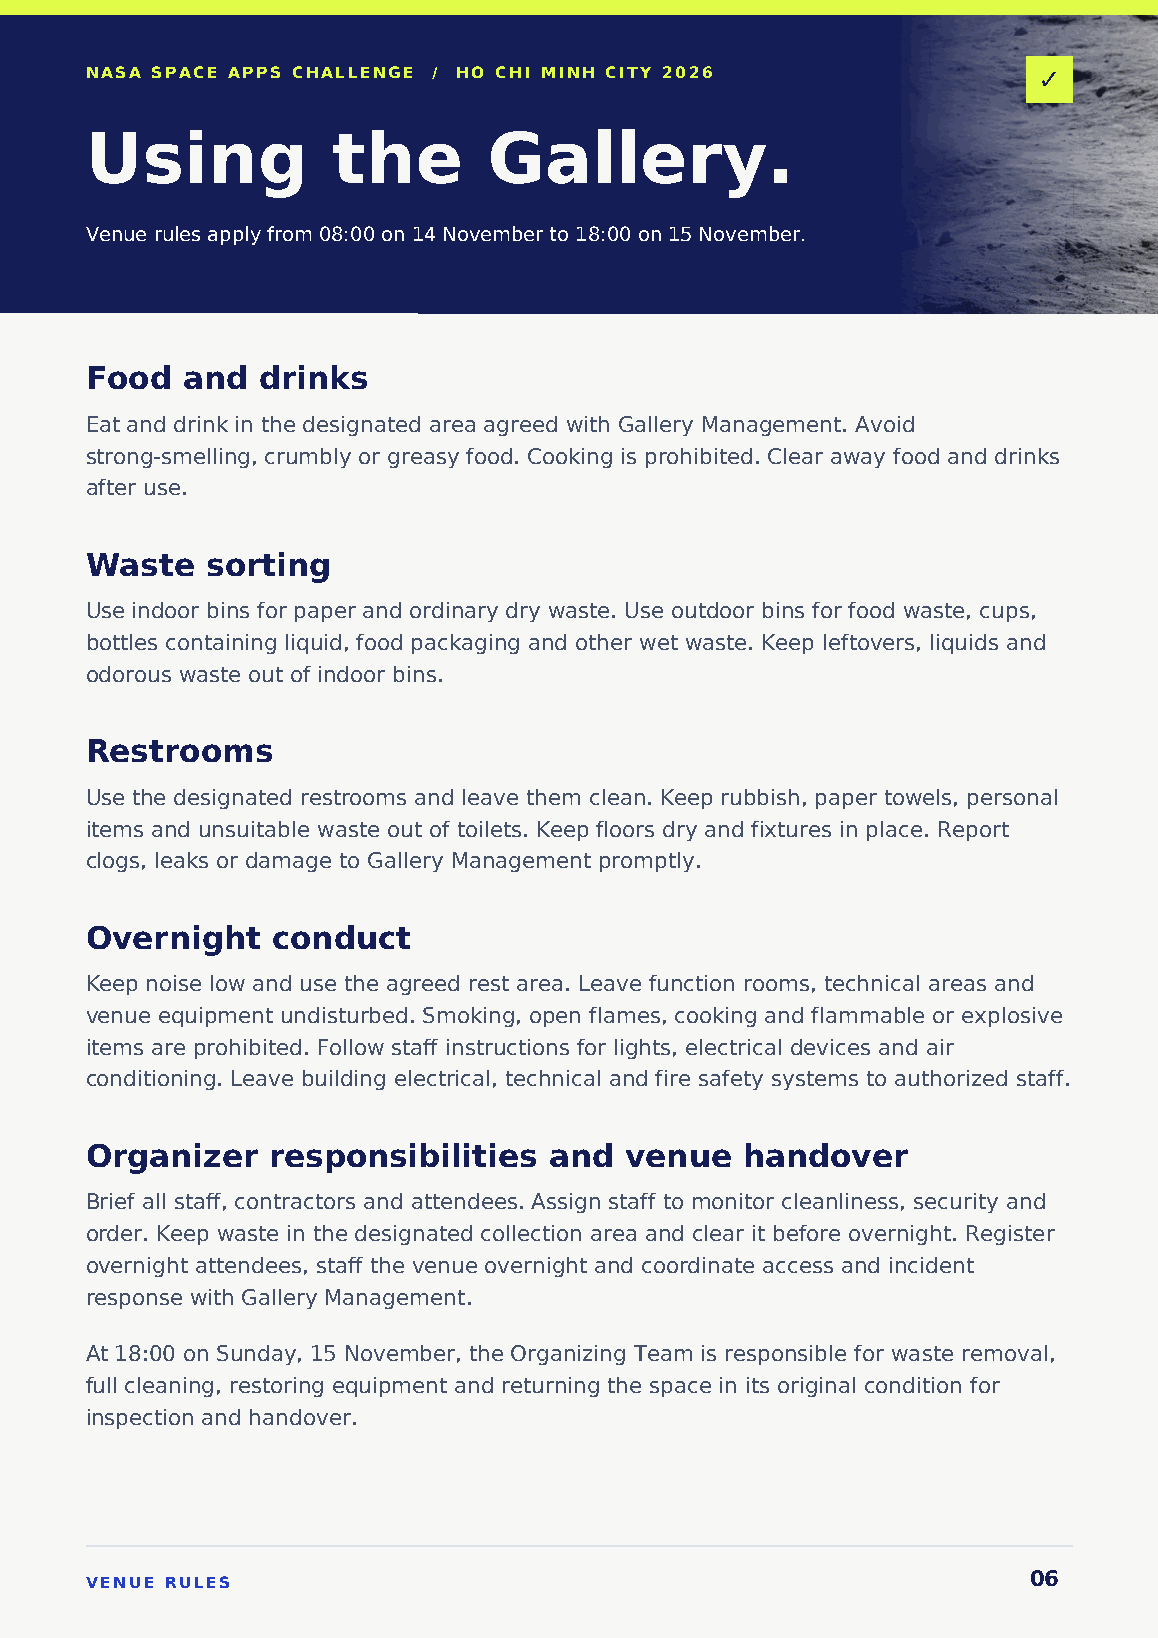 NASA SPACE APPS CHALLENGE / HO CHI MINH CITY 2026
✓
Using the Gallery.
Venue rules apply from 08:00 on 14 November to 18:00 on 15 November.
Food and drinks
Eat and drink in the designated area agreed with Gallery Management. Avoid
strong-smelling, crumbly or greasy food. Cooking is prohibited. Clear away food and drinks
after use.
Waste sorting
Use indoor bins for paper and ordinary dry waste. Use outdoor bins for food waste, cups,
bottles containing liquid, food packaging and other wet waste. Keep leftovers, liquids and
odorous waste out of indoor bins.
Restrooms
Use the designated restrooms and leave them clean. Keep rubbish, paper towels, personal
items and unsuitable waste out of toilets. Keep floors dry and fixtures in place. Report
clogs, leaks or damage to Gallery Management promptly.
Overnight conduct
Keep noise low and use the agreed rest area. Leave function rooms, technical areas and
venue equipment undisturbed. Smoking, open flames, cooking and flammable or explosive
items are prohibited. Follow staff instructions for lights, electrical devices and air
conditioning. Leave building electrical, technical and fire safety systems to authorized staff.
Organizer responsibilities and venue handover
Brief all staff, contractors and attendees. Assign staff to monitor cleanliness, security and
order. Keep waste in the designated collection area and clear it before overnight. Register
overnight attendees, staff the venue overnight and coordinate access and incident
response with Gallery Management.
At 18:00 on Sunday, 15 November, the Organizing Team is responsible for waste removal,
full cleaning, restoring equipment and returning the space in its original condition for
inspection and handover.
VENUE RULES
06